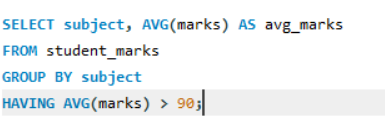 SELECT subject, AVG(marks) AS avg_marks
FROM student_marks
GROUP BY subject
HAVING AVG(marks) > 90;